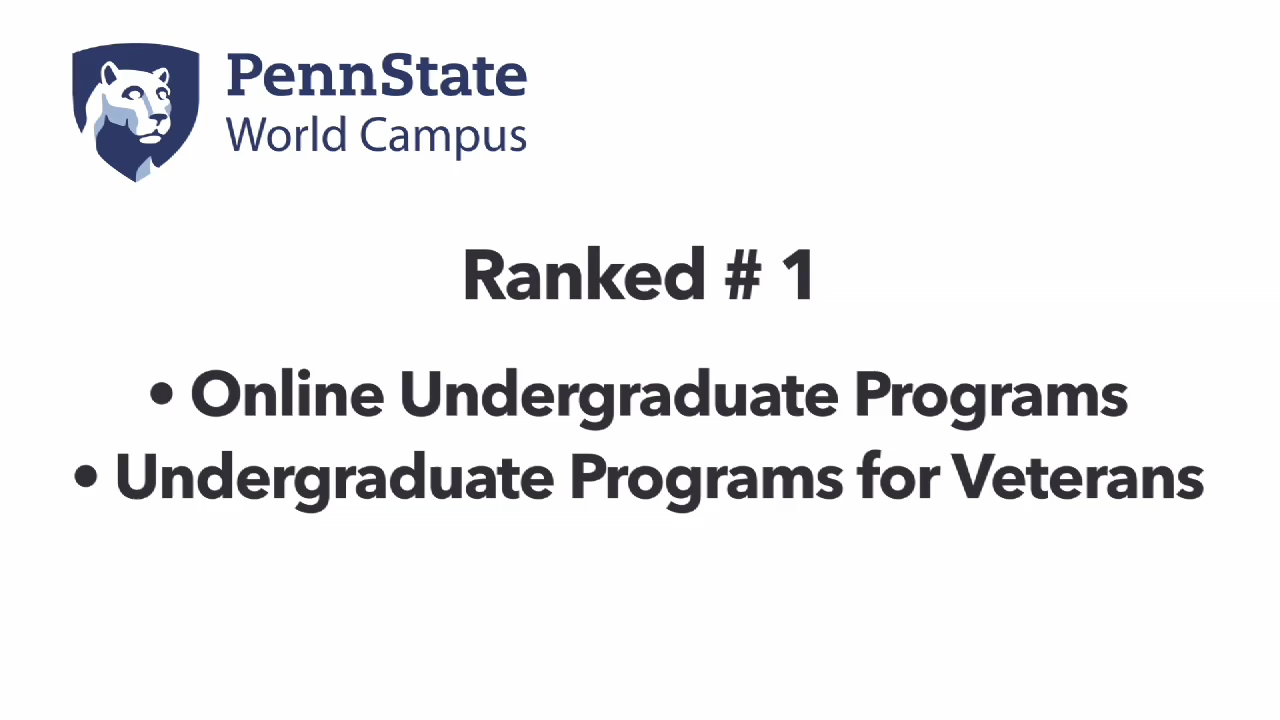 PennState
World Campus
Ranked # 1
• Online Undergraduate Programs
• Undergraduate Programs for Veterans